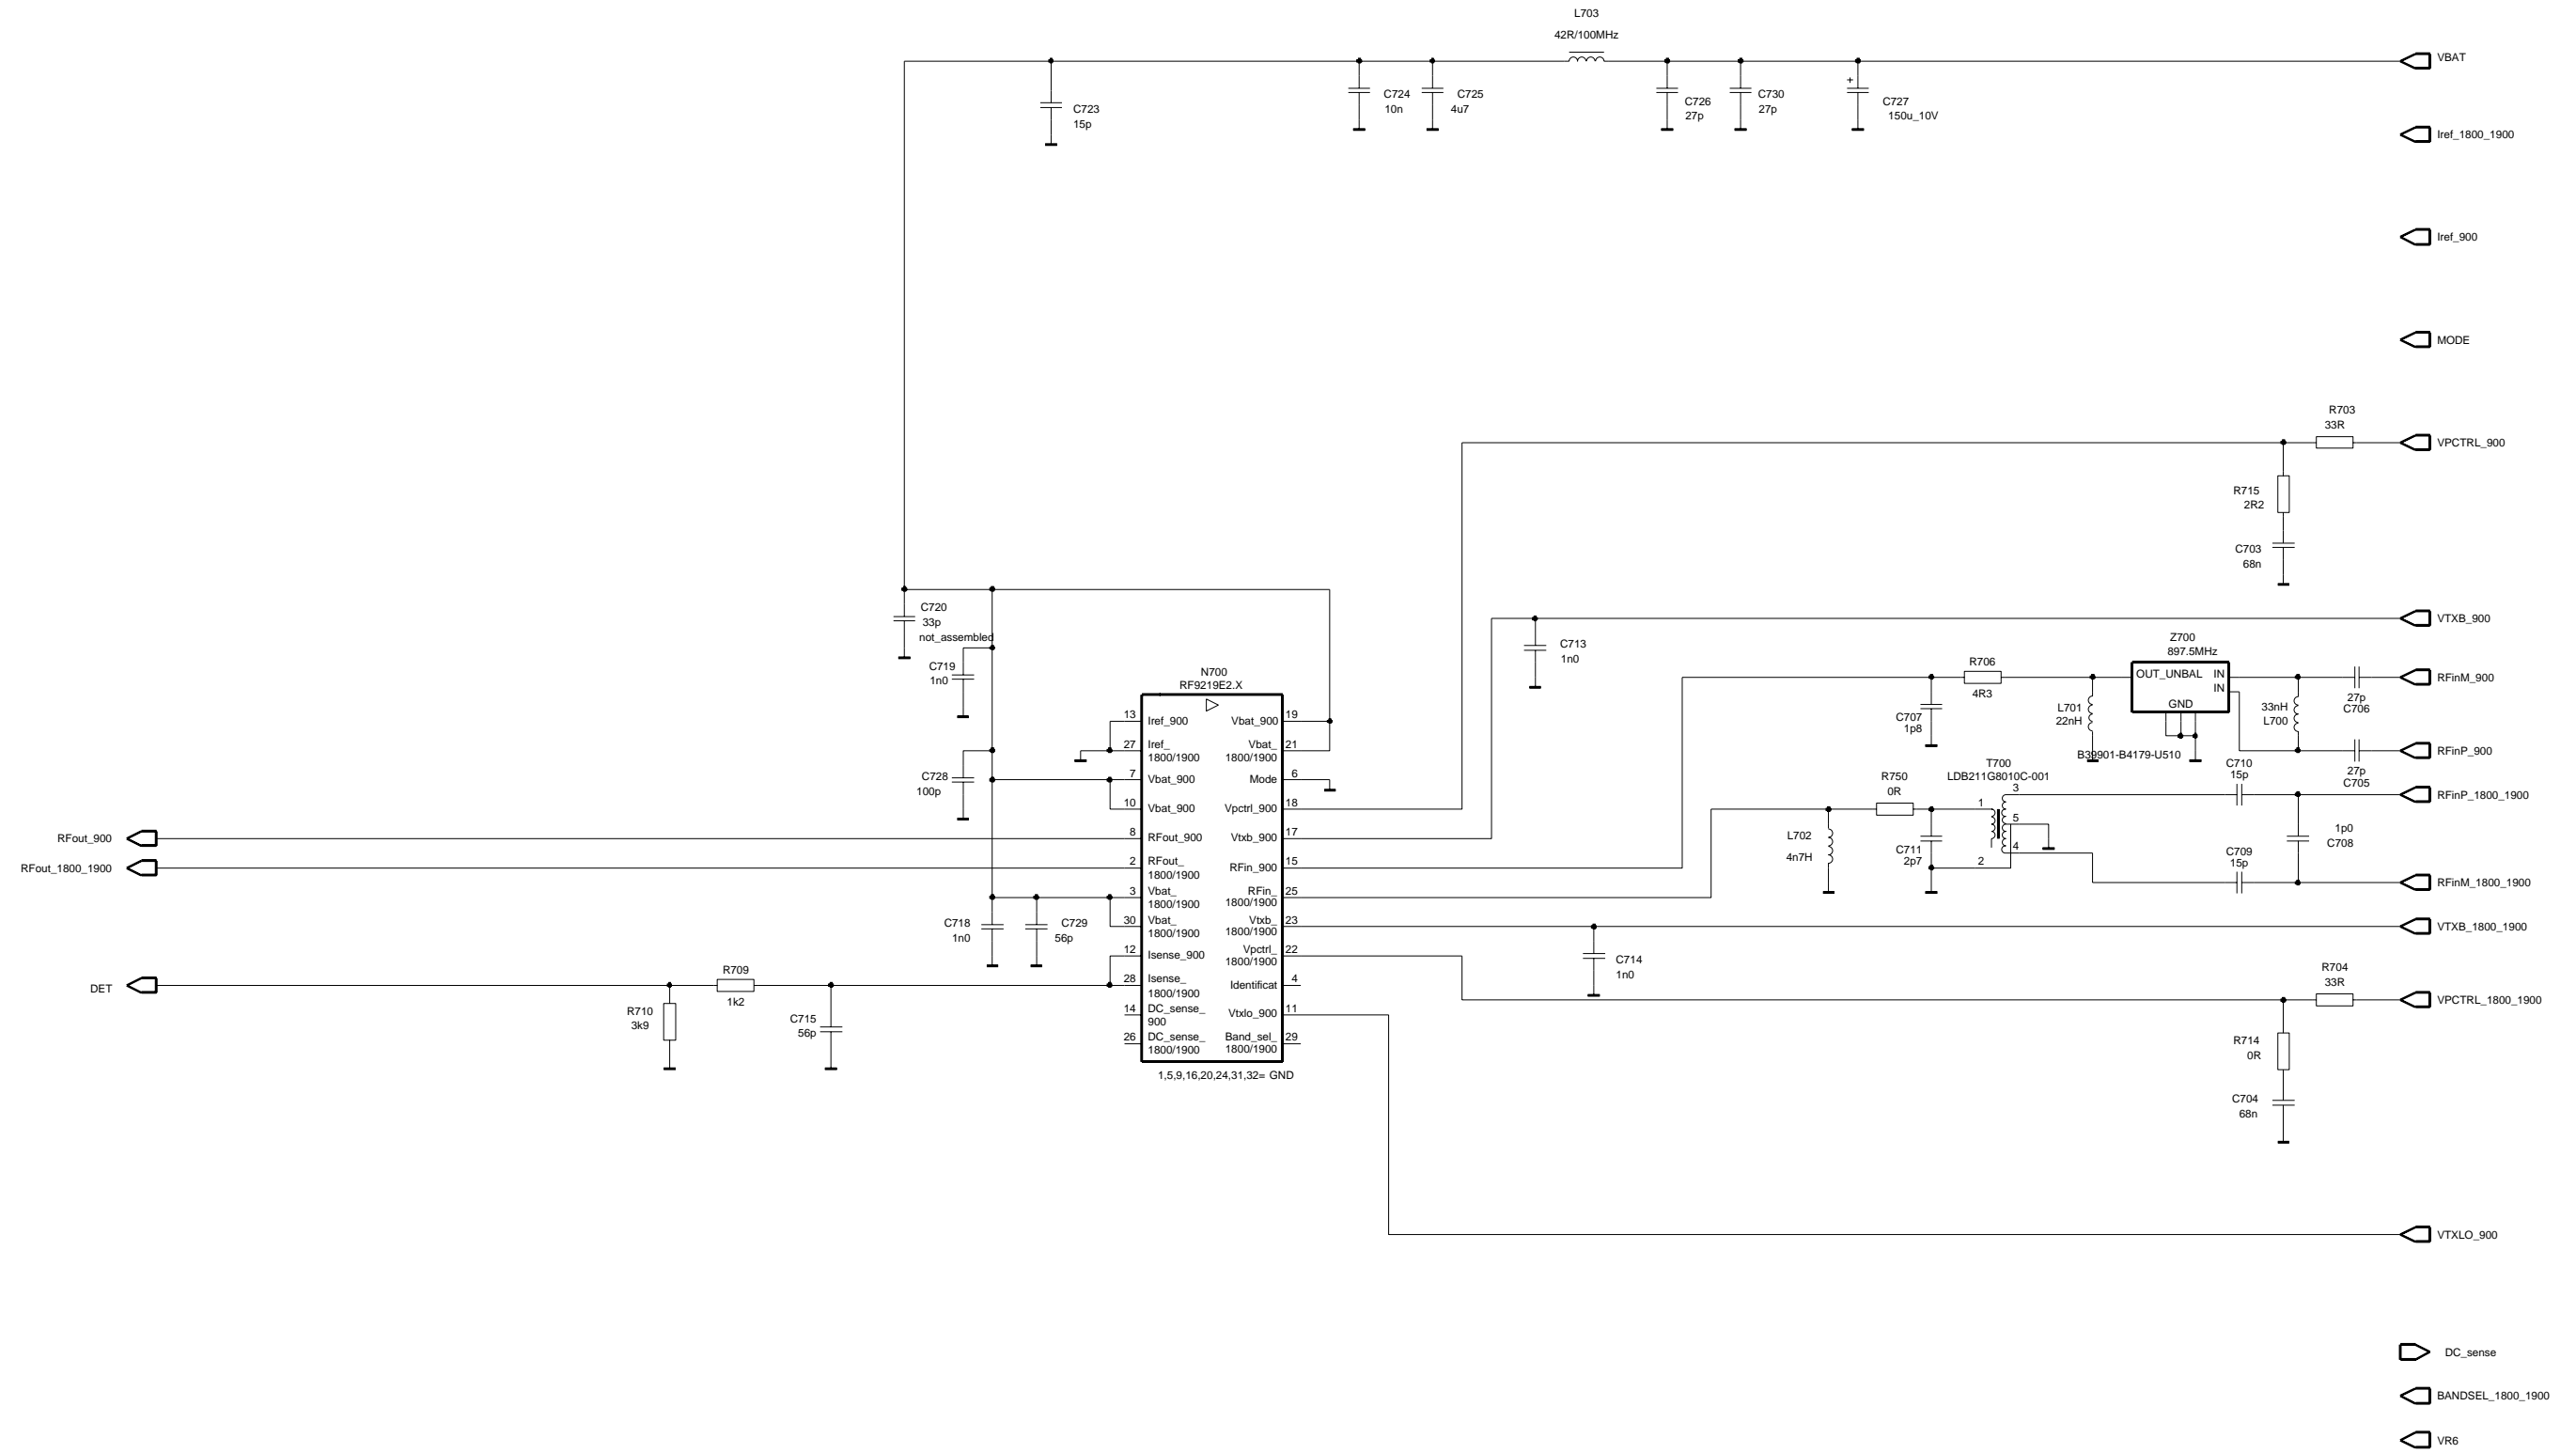 L703
42R/100MHz
VBAT
C723
15p
C724
10n
C725
4u7
C726
27p
C730
27p
+
C727
150u_10V
Iref_1800_1900
Iref_900
MODE
R703
33R
VPCTRL_900
R715
2R2
C703
68n
C720
33p
not_assembled
C719
1n0
VTXB_900
C713
1n0
Z700
897.5MHz
OUT_UNBAL IN
IN
GND
B39901-B4179-U510
R706
4R3
C707
1p8
L701
22nH
33nH
L700
27p
C706
RFinM_900
RFinP_900
27p
C705
N700
RF9219E2.X
13 Iref_900
27 Iref_
1800/1900
7 Vbat_900
10 Vbat_900
8 RFout_900
2 RFout_
1800/1900
3 Vbat_
1800/1900
30 Vbat_
1800/1900
12 Isense_900
28 Isense_
1800/1900
14 DC_sense_
900
26 DC_sense_
1800/1900
Vbat_900 19
Vbat_ 21
1800/1900
Mode 6
Vpctrl_900 18
Vtxb_900 17
RFin_900 15
RFin_ 25
1800/1900
Vtxb_ 23
1800/1900
Vpctrl_ 22
1800/1900
Identificat 4
Vtxlo_900 11
Band_sel_ 29
1800/1900
1,5,9,16,20,24,31,32= GND
C728
100p
RFout_900
RFout_1800_1900
C718
1n0
C729
56p
DET
R709
1k2
R710
3k9
C715
56p
T700
LDB211G8010C-001
1
2
3
5
4
R750
0R
L702
4n7H
C711
2p7
C710
15p
C709
15p
1p0
C708
RFinP_1800_1900
RFinM_1800_1900
VTXB_1800_1900
C714
1n0
R704
33R
VPCTRL_1800_1900
R714
0R
C704
68n
VTXLO_900
DC_sense
BANDSEL_1800_1900
VR6